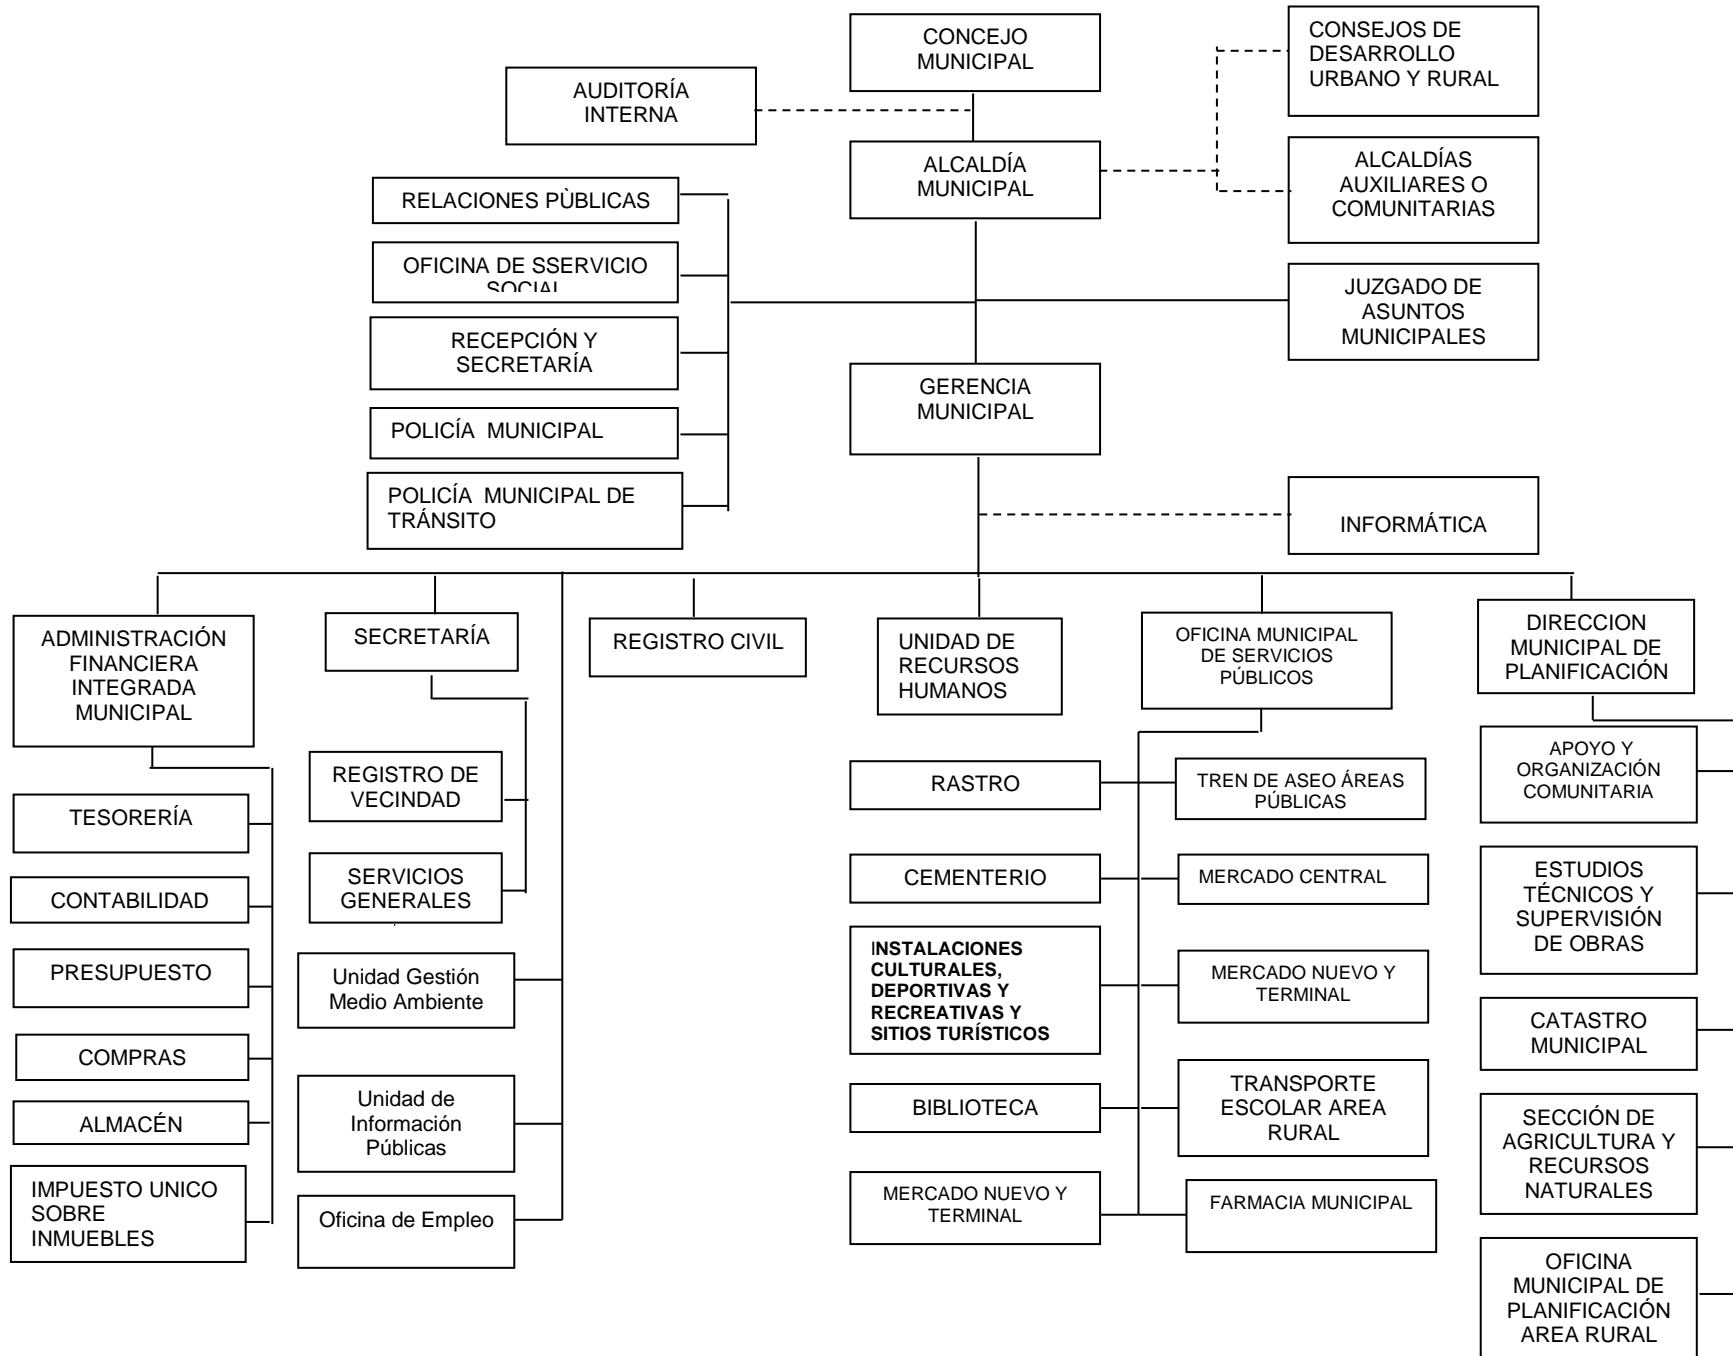 CONCEJO
MUNICIPAL
CONSEJOS DE
DESARROLLO
URBANO Y RURAL
AUDITORÍA
INTERNA
ALCALDÍA
MUNICIPAL
ALCALDÍAS
AUXILIARES O
COMUNITARIAS
RELACIONES PÙBLICAS
OFICINA DE SSERVICIO
SOCIAL
JUZGADO DE
ASUNTOS
MUNICIPALES
RECEPCIÓN Y
SECRETARÍA
GERENCIA
MUNICIPAL
POLICÍA MUNICIPAL
POLICÍA MUNICIPAL DE
TRÁNSITO
INFORMÁTICA
ADMINISTRACIÓN
FINANCIERA
INTEGRADA
MUNICIPAL
SECRETARÍA
REGISTRO CIVIL
UNIDAD DE
RECURSOS
HUMANOS
OFICINA MUNICIPAL
DE SERVICIOS
PÚBLICOS
DIRECCION
MUNICIPAL DE
PLANIFICACIÓN
TESORERÍA
CONTABILIDAD
PRESUPUESTO
COMPRAS
ALMACÉN
IMPUESTO UNICO
SOBRE
INMUEBLES
REGISTRO DE
VECINDAD
SERVICIOS
GENERALES
Unidad Gestión
Medio Ambiente
Unidad de
Información
Públicas
Oficina de Empleo
RASTRO
CEMENTERIO
INSTALACIONES
CULTURALES,
DEPORTIVAS Y
RECREATIVAS Y
SITIOS TURÍSTICOS
BIBLIOTECA
MERCADO NUEVO Y
TERMINAL
TREN DE ASEO ÁREAS
PÚBLICAS
MERCADO CENTRAL
MERCADO NUEVO Y
TERMINAL
TRANSPORTE
ESCOLAR AREA
RURAL
FARMACIA MUNICIPAL
APOYO Y
ORGANIZACIÓN
COMUNITARIA
ESTUDIOS
TÉCNICOS Y
SUPERVISIÓN
DE OBRAS
CATASTRO
MUNICIPAL
SECCIÓN DE
AGRICULTURA Y
RECURSOS
NATURALES
OFICINA
MUNICIPAL DE
PLANIFICACIÓN
AREA RURAL